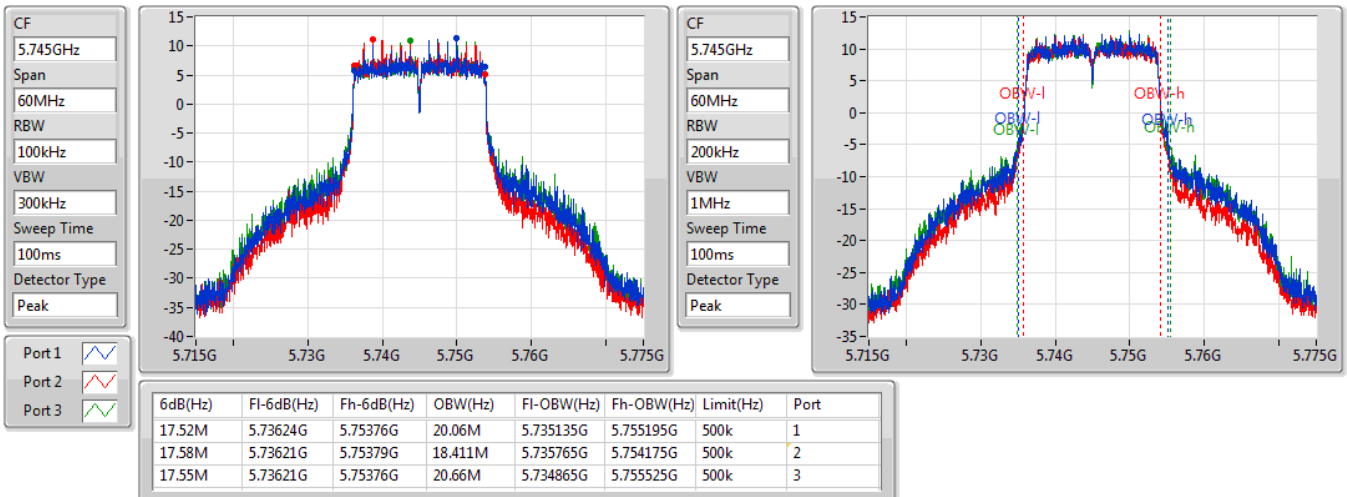 CF
5.745GHz
Span
60MHz
RBW
100kHz
VBW
300kHz
Sweep Time
100ms
Detector Type
Peak
15
10
5
0
-5
-10
-15
-20
-25
-30
-35
-40
5.715G 5.73G 5.74G 5.75G 5.76G 5.775G
CF
5.745GHz
Span
60MHz
RBW
200kHz
VBW
1MHz
Sweep Time
100ms
Detector Type
Peak
15
10
5
0
-5
-10
-15
-20
-25
-30
-35
OBW-l OBW-h
OBW-l OBW-h
OBW-l OBW-h
5.715G 5.73G 5.74G 5.75G 5.76G 5.775G
Port 1
Port 2
Port 3
6dB(Hz) Fl-6dB(Hz) Fh-6dB(Hz) OBW(Hz) Fl-OBW(Hz) Fh-OBW(Hz) Limit(Hz) Port
17.52M 5.73624G 5.75376G 20.06M 5.735135G 5.755195G 500k 1
17.58M 5.73621G 5.75379G 18.411M 5.735765G 5.754175G 500k 2
17.55M 5.73621G 5.75376G 20.66M 5.734865G 5.755525G 500k 3